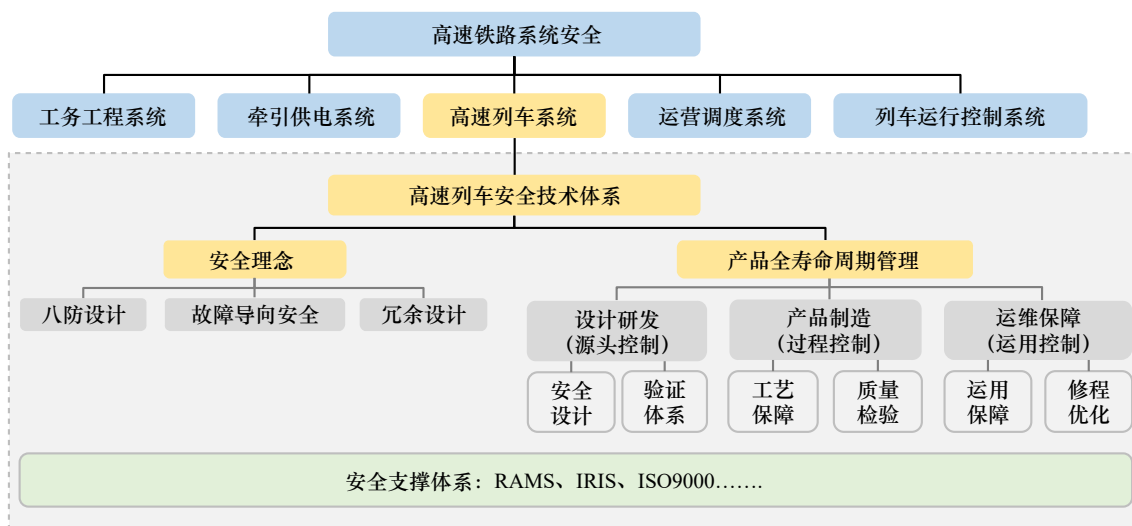 高速铁路系统安全
工务工程系统
牵引供电系统
高速列车系统
运营调度系统
列车运行控制系统
高速列车安全技术体系
安全理念
产品全寿命周期管理
八防设计
故障导向安全
冗余设计
设计研发
（源头控制）
产品制造
（过程控制）
运维保障
（运用控制）
安全
设计
验证
体系
工艺
保障
质量
检验
运用
保障
修程
优化
安全支撑体系：RAMS、IRIS、ISO9000…….